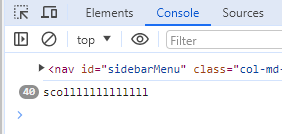 Elements Console Sources
top Filter
<nav id="sidebarMenu" class="col-md-
40 scolllllllllllll